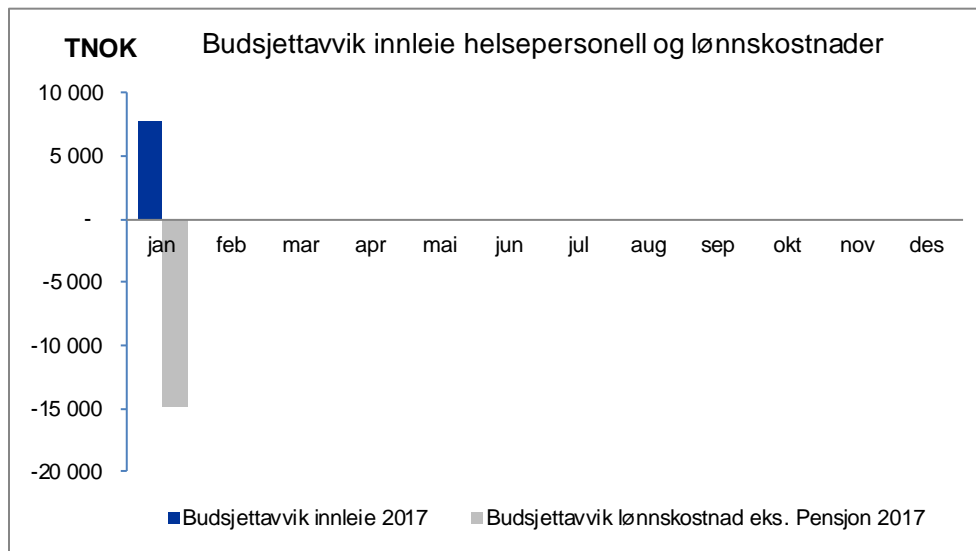 TNOK Budsjettavvik innleie helsepersonell og lønnskostnader
10 000
5 000
-
jan feb mar apr mai jun jul aug sep okt nov des
-5 000
-10 000
-15 000
-20 000
Budsjettavvik innleie 2017 Budsjettavvik lønnskostnad eks. Pensjon 2017